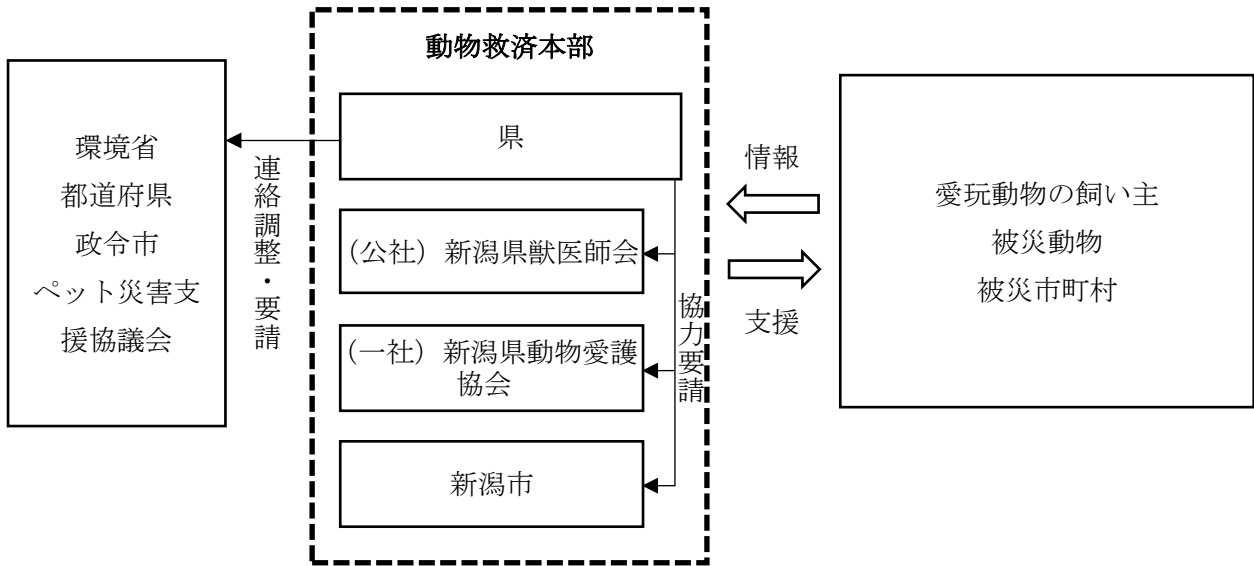 動物救済本部
環境省
都道府県
政令市
ペット災害支
援協議会
連絡調整・要請
県
(公社)新潟県獣医師会
(一社)新潟県動物愛護
協会
新潟市
協力要請
情報
支援
愛玩動物の飼い主
被災動物
被災市町村